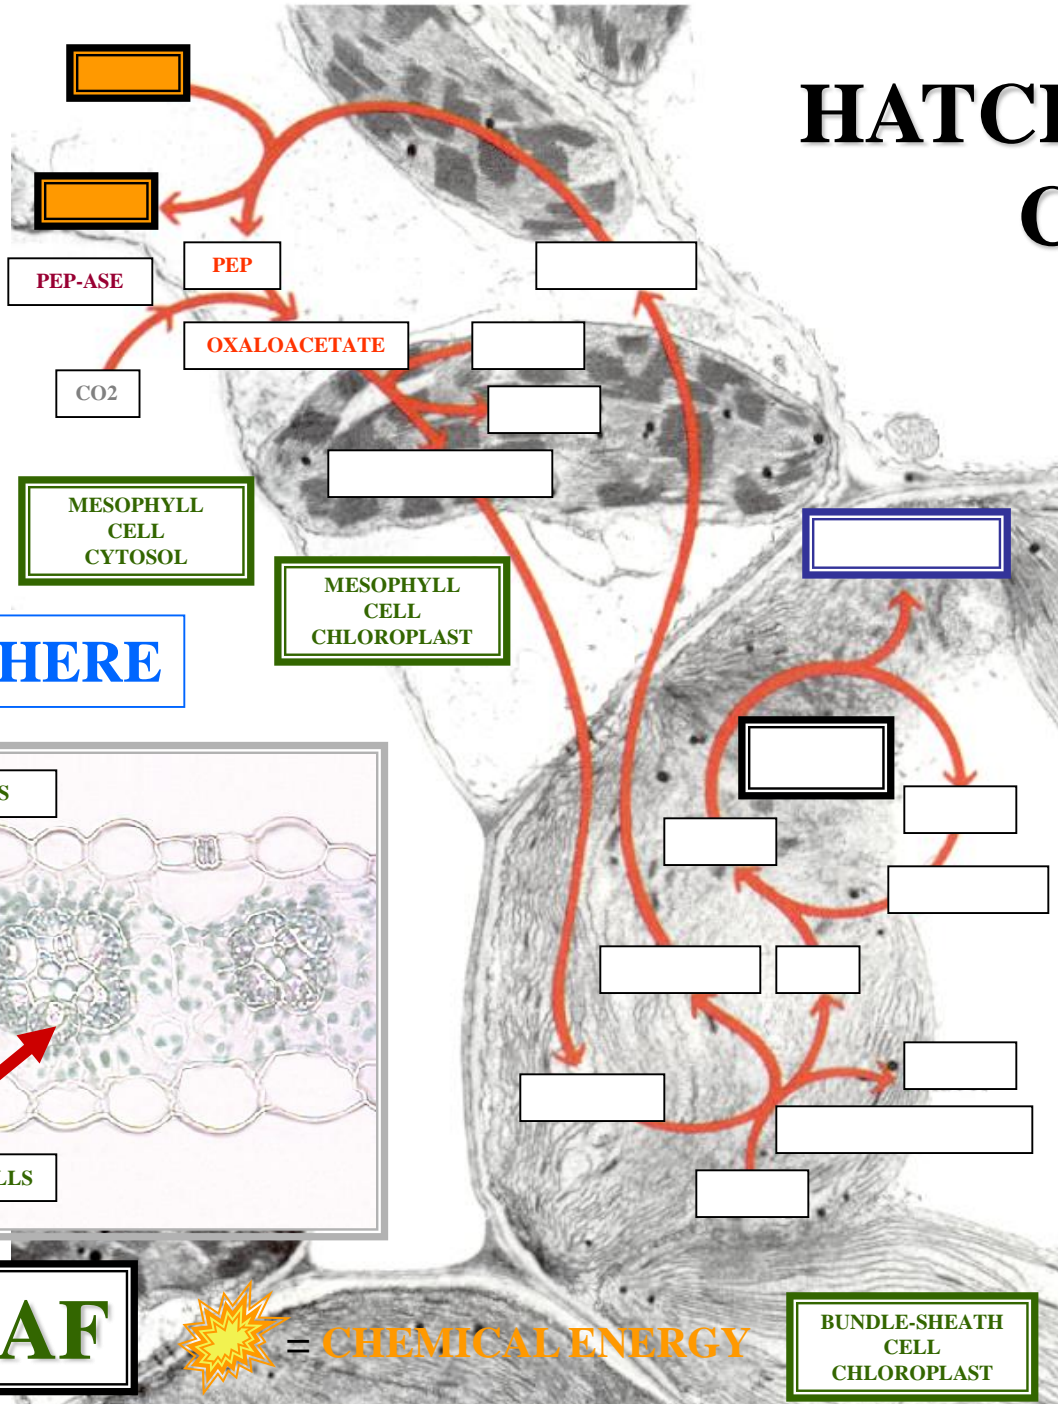 HATCH
C
PEP-ASE
PEP
OXALOACETATE
CO2
MESOPHYLL
CELL
CYTOSOL
MESOPHYLL
CELL
CHLOROPLAST
HERE
S
LLS
AF
= CHEMICAL ENERGY
BUNDLE-SHEATH
CELL
CHLOROPLAST